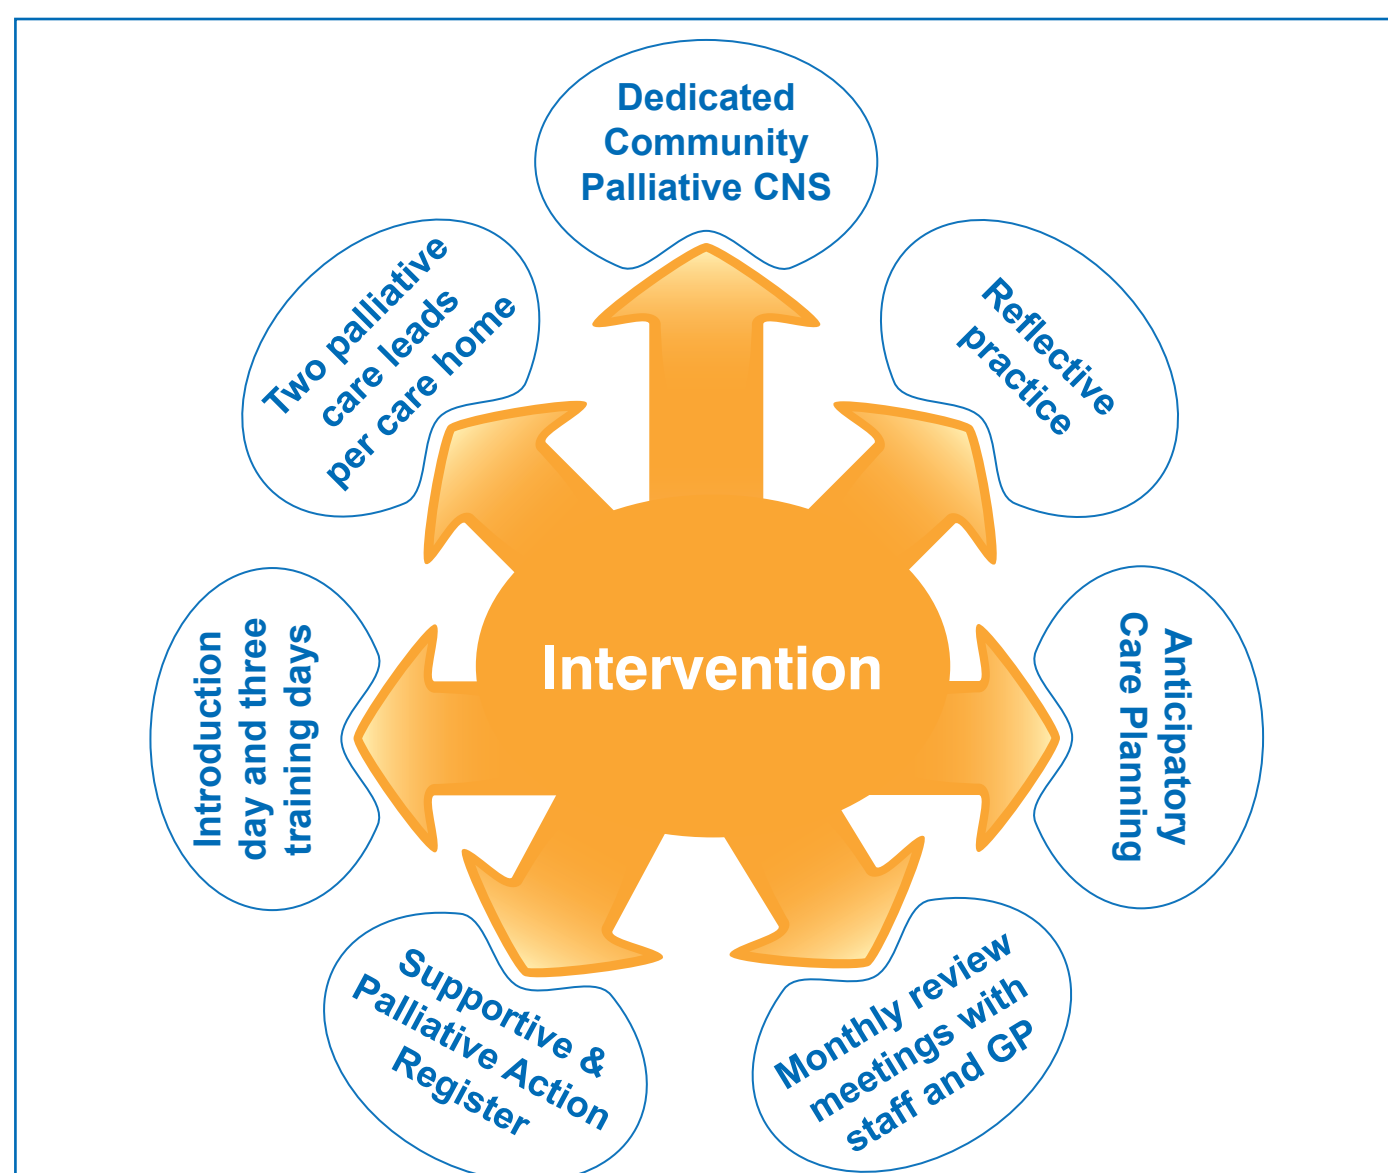 Dedicated
Community
Palliative CNS
Two palliative
care leads
per care home
Reflective
practice
Intervention
Introduction
day and three
training days
Anticipatory
Care Planning
Supportive &
Palliative Action
Register
Monthly review
meetings with
staff and GP